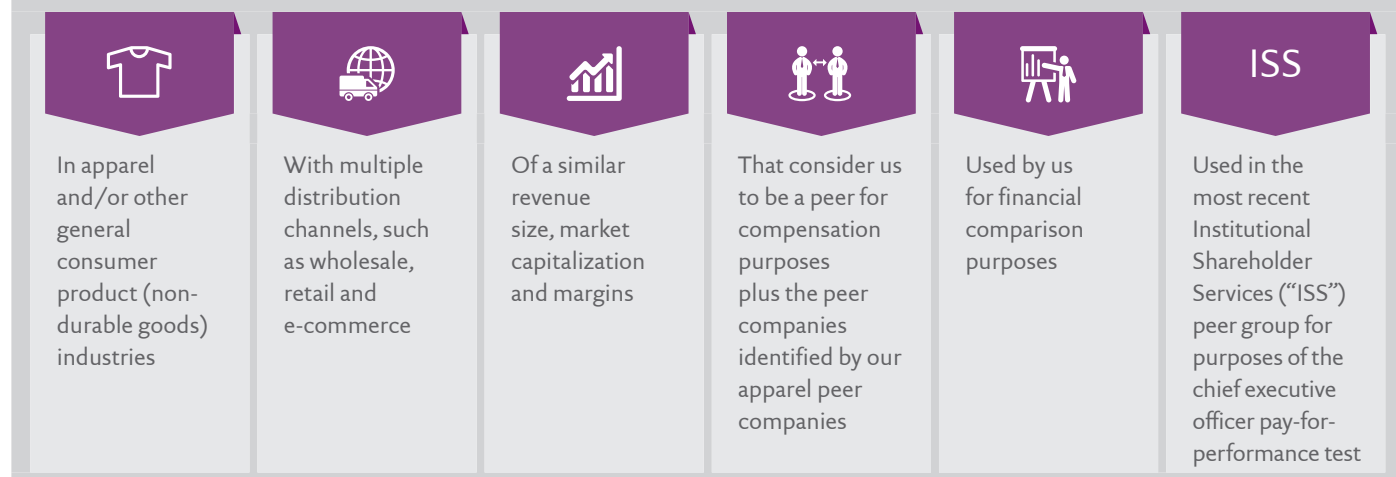 In apparel
and/or other
general
consumer
product (non-
durable goods)
industries
With multiple
distribution
channels, such
as wholesale,
retail and
e-commerce
Of a similar
revenue
size, market
capitalization
and margins
That consider us
to be a peer for
compensation
purposes
plus the peer
companies
identified by our
apparel peer
companies
Used by us
for financial
comparison
purposes
ISS
Used in the
most recent
Institutional
Shareholder
Services (“ISS”)
peer group for
purposes of the
chief executive
officer pay-for-
performance test